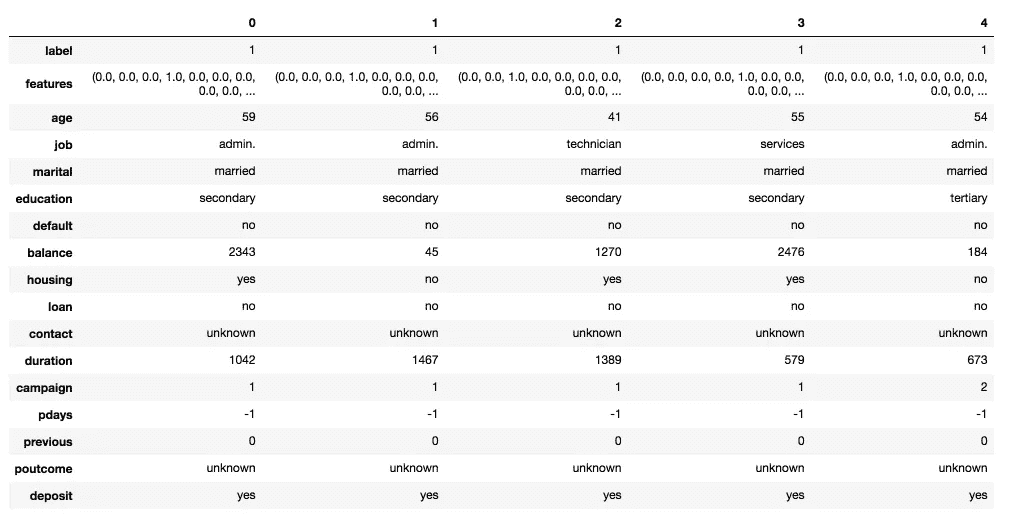 0 1 2 3 4
label 1 1 1 1 1
features (0.0, 0.0, 0.0, 1.0, 0.0, 0.0, 0.0, (0.0, 0.0, 0.0, 1.0, 0.0, 0.0, 0.0, (0.0, 0.0, 1.0, 0.0, 0.0, 0.0, 0.0, (0.0, 0.0, 0.0, 0.0, 1.0, 0.0, 0.0, (0.0, 0.0, 0.0, 1.0, 0.0, 0.0, 0.0,
0.0, 0.0, ... 0.0, 0.0, ... 0.0, 0.0, ... 0.0, 0.0, ... 0.0, 0.0, ...
age 59 56 41 55 54
job admin. admin. technician services admin.
marital married married married married married
education secondary secondary secondary secondary tertiary
default no no no no no
balance 2343 45 1270 2476 184
housing yes no yes yes no
loan no no no no no
contact unknown unknown unknown unknown unknown
duration 1042 1467 1389 579 673
campaign 1 1 1 1 2
pdays -1 -1 -1 -1 -1
previous 0 0 0 0 0
poutcome unknown unknown unknown unknown unknown
deposit yes yes yes yes yes